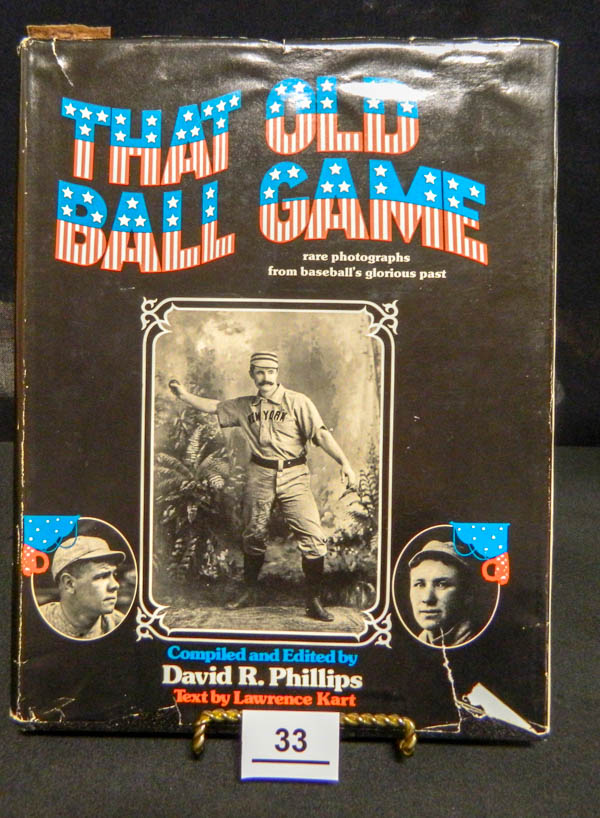 THAT OLD
BALL GAME
rare photographs
from baseball's glorious past
NEW YORK
Compiled and Edited by
David R. Phillips
Text by Lawrence Kart
33